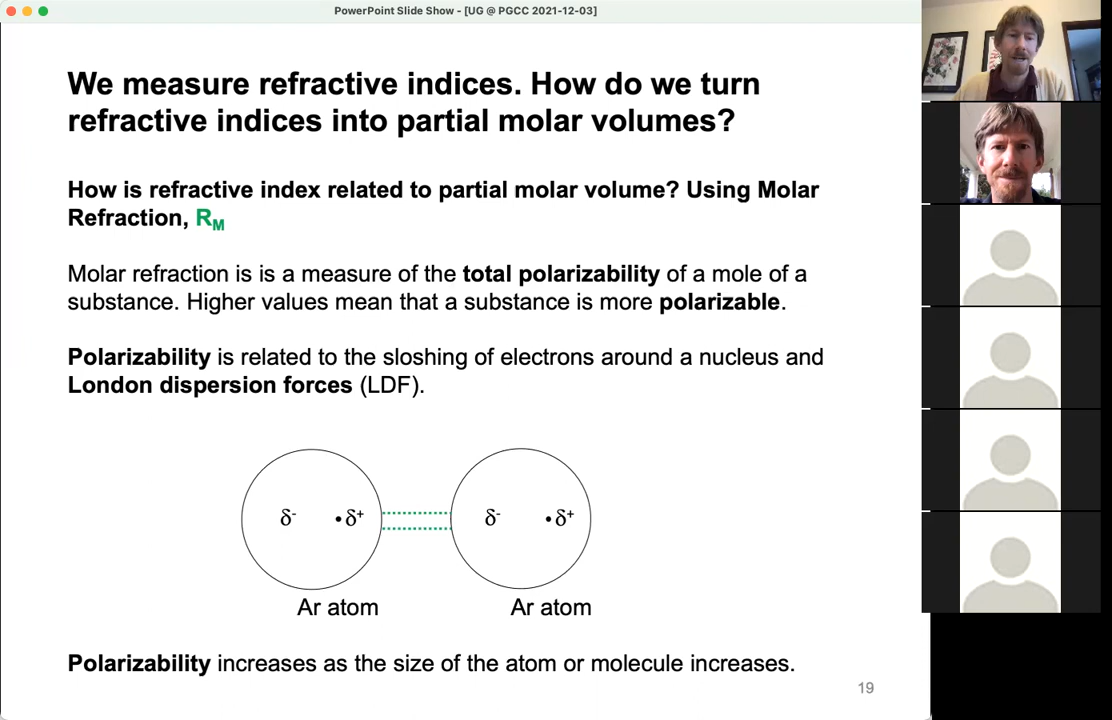 PowerPoint Slide Show - [UG @ PGCC 2021-12-03]
We measure refractive indices. How do we turn
refractive indices into partial molar volumes?
How is refractive index related to partial molar volume? Using Molar
Refraction, RM
Molar refraction is is a measure of the total polarizability of a mole of a
substance. Higher values mean that a substance is more polarizable.
Polarizability is related to the sloshing of electrons around a nucleus and
London dispersion forces (LDF).
δ- •δ+ δ- •δ+
Ar atom Ar atom
Polarizability increases as the size of the atom or molecule increases.
19